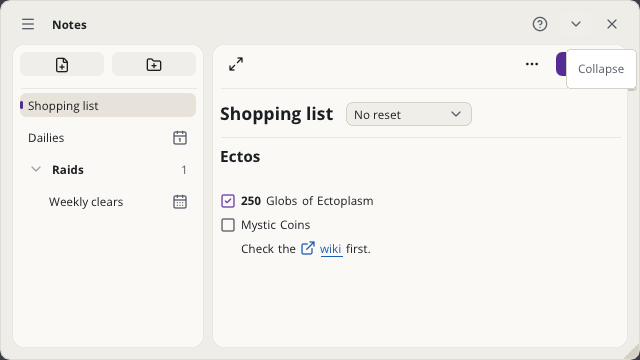 Notes
Collapse
Shopping list
Dailies
Raids 1
Weekly clears
Shopping list No reset
Ectos
250 Globs of Ectoplasm
Mystic Coins
Check the wiki first.